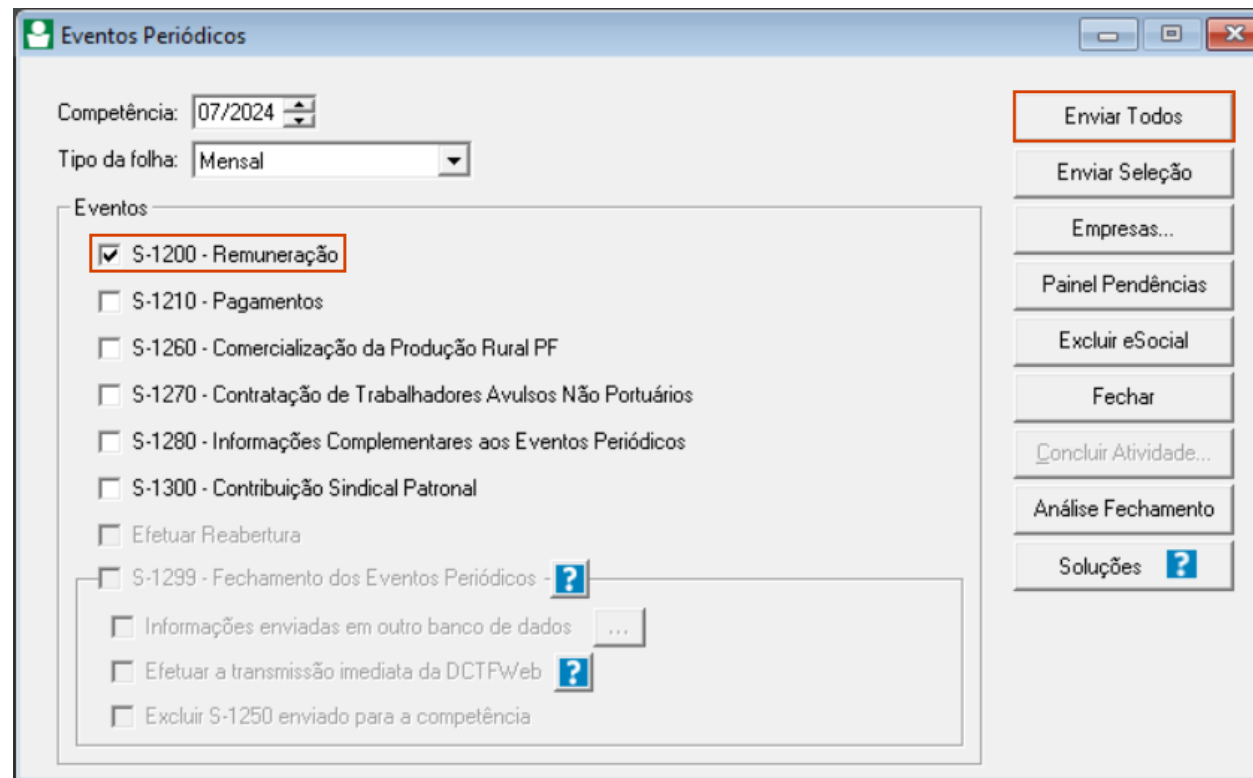 Eventos Periódicos
Competência: 07/2024
Tipo da folha: Mensal
Eventos
S-1200 - Remuneração
S-1210 - Pagamentos
S-1260 - Comercialização da Produção Rural PF
S-1270 - Contratação de Trabalhadores Avulsos Não Portuários
S-1280 - Informações Complementares aos Eventos Periódicos
S-1300 - Contribuição Sindical Patronal
Efetuar Reabertura
S-1299 - Fechamento dos Eventos Periódicos - ?
Informações enviadas em outro banco de dados ...
Efetuar a transmissão imediata da DCTFWeb ?
Excluir S-1250 enviado para a competência
Enviar Todos
Enviar Seleção
Empresas...
Painel Pendências
Excluir eSocial
Fechar
Concluir Atividade...
Análise Fechamento
Soluções ?